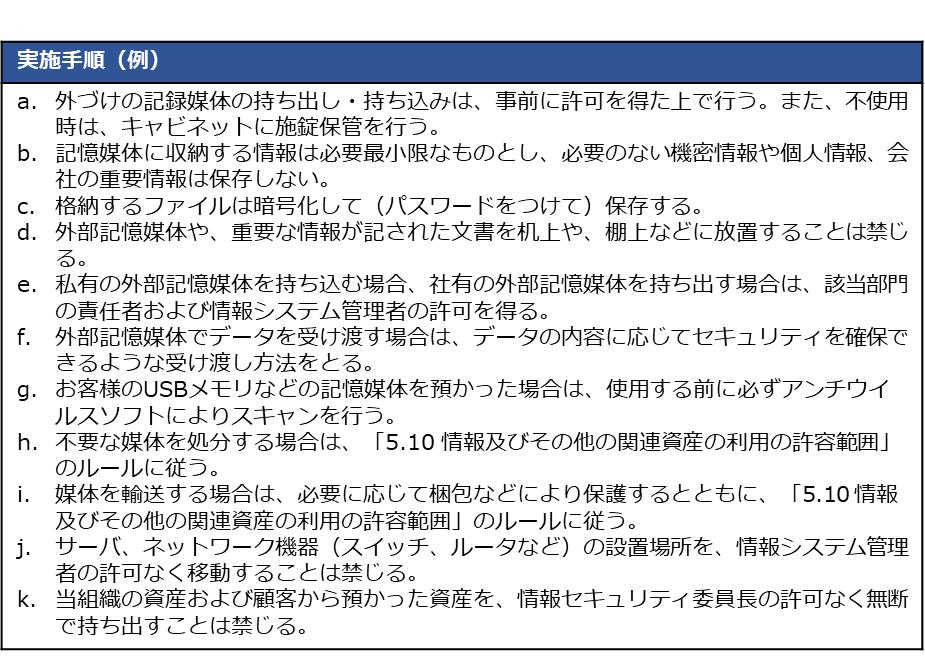 実施手順（例）
a. 外づけの記録媒体の持ち出し・持ち込みは、事前に許可を得た上で行う。また、不使用
時は、キャビネットに施錠保管を行う。
b. 記憶媒体に収納する情報は必要最小限なものとし、必要のない機密情報や個人情報、会
社の重要情報は保存しない。
c. 格納するファイルは暗号化して（パスワードをつけて）保存する。
d. 外部記憶媒体や、重要な情報が記された文書を机上や、棚上などに放置することは禁じ
る。
e. 私有の外部記憶媒体を持ち込む場合、社有の外部記憶媒体を持ち出す場合は、該当部門
の責任者および情報システム管理者の許可を得る。
f. 外部記憶媒体でデータを受け渡す場合は、データの内容に応じてセキュリティを確保で
きるような受け渡し方法をとる。
g. お客様のUSBメモリなどの記憶媒体を預かった場合は、使用する前に必ずアンチウイ
ルスソフトによりスキャンを行う。
h. 不要な媒体を処分する場合は、「5.10 情報及びその他の関連資産の利用の許容範囲」
のルールに従う。
i. 媒体を輸送する場合は、必要に応じて梱包などにより保護するとともに、「5.10 情報
及びその他の関連資産の利用の許容範囲」のルールに従う。
j. サーバ、ネットワーク機器（スイッチ、ルータなど）の設置場所を、情報システム管理
者の許可なく移動することは禁じる。
k. 当組織の資産および顧客から預かった資産を、情報セキュリティ委員長の許可なく無断
で持ち出すことは禁じる。